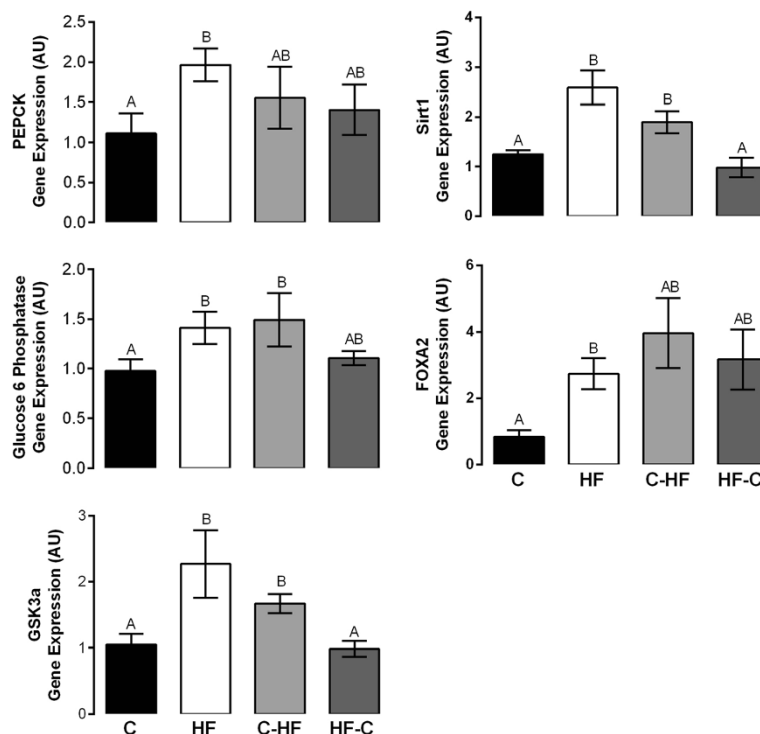 PEPCK
Gene Expression (AU)
2.5
2.0
1.5
1.0
0.5
0.0
A
B
AB
AB
Sirt1
Gene Expression (AU)
4
3
2
1
0
A
B
B
A
Glucose 6 Phosphatase
Gene Expression (AU)
2.0
1.5
1.0
0.5
0.0
A
B
B
AB
FOXA2
Gene Expression (AU)
6
4
2
0
A
B
AB
AB
C HF C-HF HF-C
GSK3a
Gene Expression (AU)
3
2
1
0
A
B
B
A
C HF C-HF HF-C